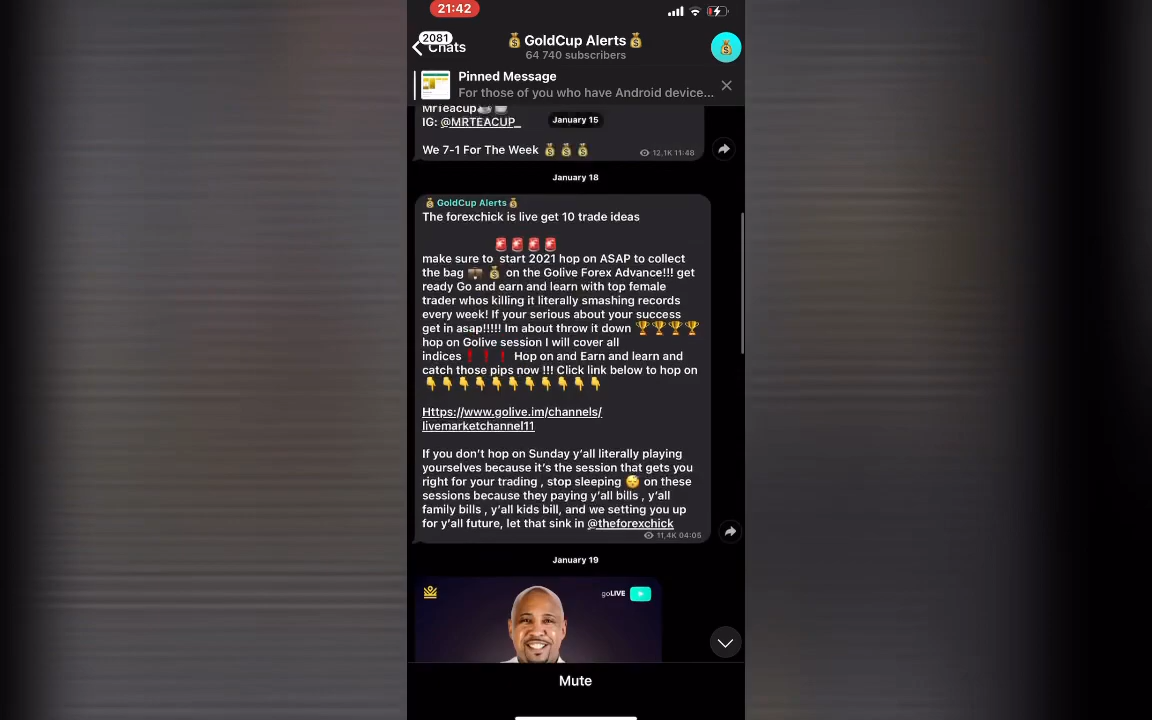 21:42
2081
Chats
💰GoldCup Alerts💰
64 740 subscribers
Pinned Message
For those of you who have Android device...
MrTeacup
IG: @MRTEACUP_
January 15
We 7-1 For The Week 💰💰💰
12,1K 11:48
January 18
💰GoldCup Alerts💰
The forexchick is live get 10 trade ideas
🚨🚨🚨🚨
make sure to start 2021 hop on ASAP to collect
the bag 💼 💰 on the Golive Forex Advance!!! get
ready Go and earn and learn with top female
trader whos killing it literally smashing records
every week! If your serious about your success
get in asap!!!!! Im about throw it down 🏆🏆🏆🏆
hop on Golive session I will cover all
indices❗❗❗ Hop on and Earn and learn and
catch those pips now !!! Click link below to hop on
👇👇👇👇👇👇👇👇👇👇👇
Https://www.golive.im/channels/
livemarketchannel11
If you don't hop on Sunday y'all literally playing
yourselves because it's the session that gets you
right for your trading , stop sleeping 😴 on these
sessions because they paying y'all bills , y'all
family bills , y'all kids bill, and we setting you up
for y'all future, let that sink in @theforexchick
11,4K 04:05
January 19
goLIVE
Mute